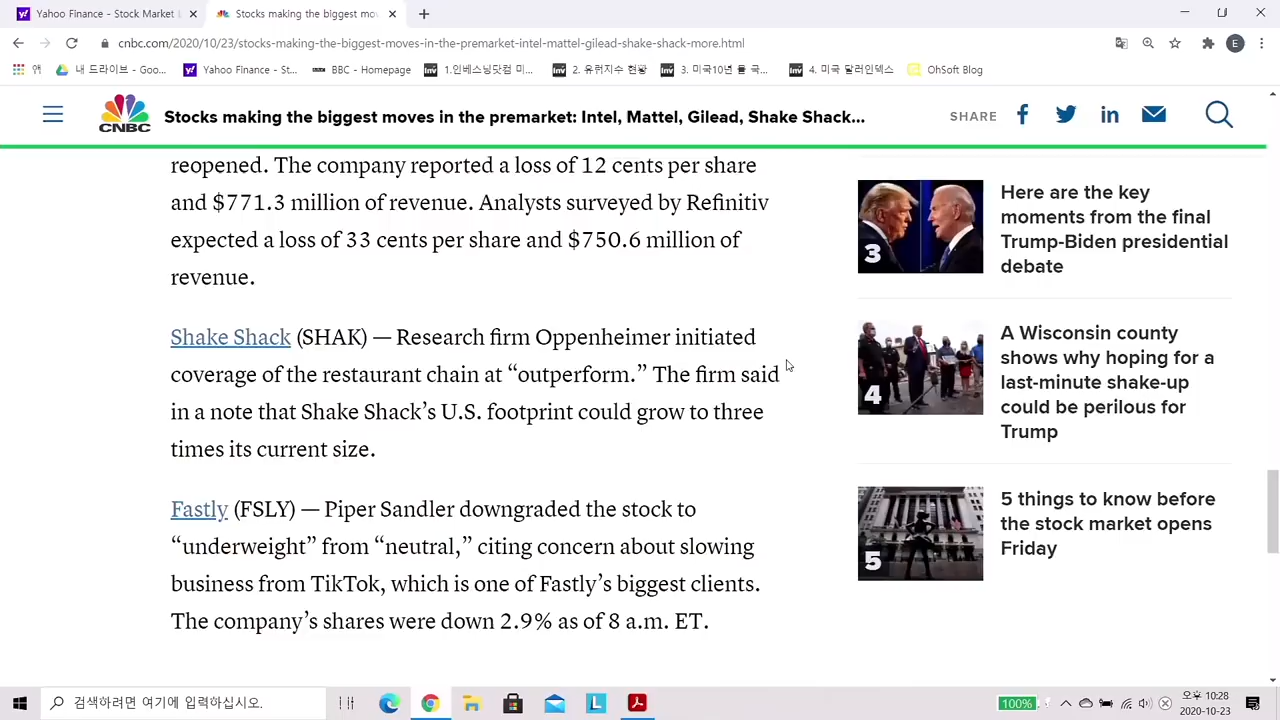 Yahoo Finance - Stock Market
Stocks making the biggest mo
cnbc.com/2020/10/23/stocks-making-the-biggest-moves-in-the-premarket-intel-mattel-gilead-shake-shack-more.html
E
앱
내 드라이브 - Goo...
Yahoo Finance - St...
BBC - Homepage
1.인베스닝닷컴 미...
2. 유럽지수 현황
3. 미국10년 물 국...
4. 미국 달러인덱스
OhSoft Blog
CNBC
Stocks making the biggest moves in the premarket: Intel, Mattel, Gilead, Shake Shack...
SHARE
reopened. The company reported a loss of 12 cents per share
and $771.3 million of revenue. Analysts surveyed by Refinitiv
expected a loss of 33 cents per share and $750.6 million of
revenue.
Shake Shack (SHAK) — Research firm Oppenheimer initiated
coverage of the restaurant chain at “outperform.” The firm said
in a note that Shake Shack’s U.S. footprint could grow to three
times its current size.
Fastly (FSLY) — Piper Sandler downgraded the stock to
“underweight” from “neutral,” citing concern about slowing
business from TikTok, which is one of Fastly’s biggest clients.
The company’s shares were down 2.9% as of 8 a.m. ET.
3
Here are the key
moments from the final
Trump-Biden presidential
debate
4
A Wisconsin county
shows why hoping for a
last-minute shake-up
could be perilous for
Trump
5
5 things to know before
the stock market opens
Friday
검색하려면 여기에 입력하십시오.
L
100%
오후 10:28
2020-10-23